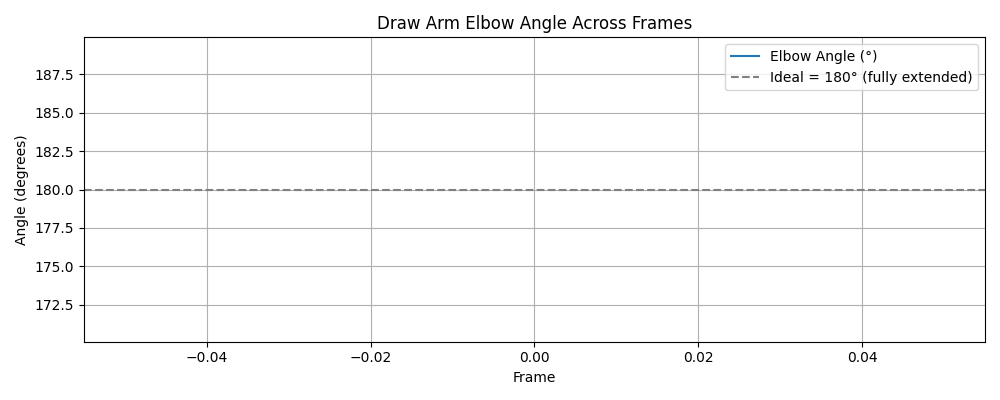 Draw Arm Elbow Angle Across Frames
Elbow Angle (°)
Ideal = 180° (fully extended)
187.5
185.0
182.5
180.0
177.5
175.0
172.5
Angle (degrees)
−0.04
−0.02
0.00
0.02
0.04
Frame